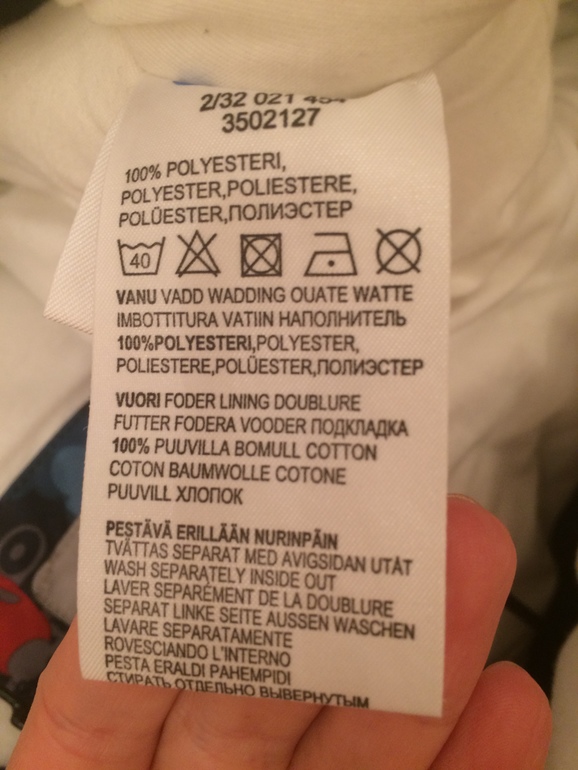 2/32 021 454
3502127
100% POLYESTERI,
POLYESTER,POLIESTERE,
POLÜESTER,ПОЛИЭСТЕР
40
VANU VADD WADDING OUATE WATTE
IMBOTTITURA VATIIN НАПОЛНИТЕЛЬ
100%POLYESTERI,POLYESTER,
POLIESTERE,POLÜESTER,ПОЛИЭСТЕР
VUORI FODER LINING DOUBLURE
FUTTER FODERA VOODER ПОДКЛАДКА
100% PUUVILLA BOMULL COTTON
COTON BAUMWOLLE COTONE
PUUVILL ХЛОПОК
PESTÄVÄ ERILLÄÄN NURINPÄIN
TVÄTTAS SEPARAT MED AVIGSIDAN UTÅT
WASH SEPARATELY INSIDE OUT
LAVER SEPARÉMENT DE LA DOUBLURE
SEPARAT LINKE SEITE AUSSEN WASCHEN
LAVARE SEPARATAMENTE
ROVESCIANDO L'INTERNO
PESTA ERALDI PAHEMPIDI
СТИРАТЬ ОТДЕЛЬНО ВЫВЕРНУТЫМ